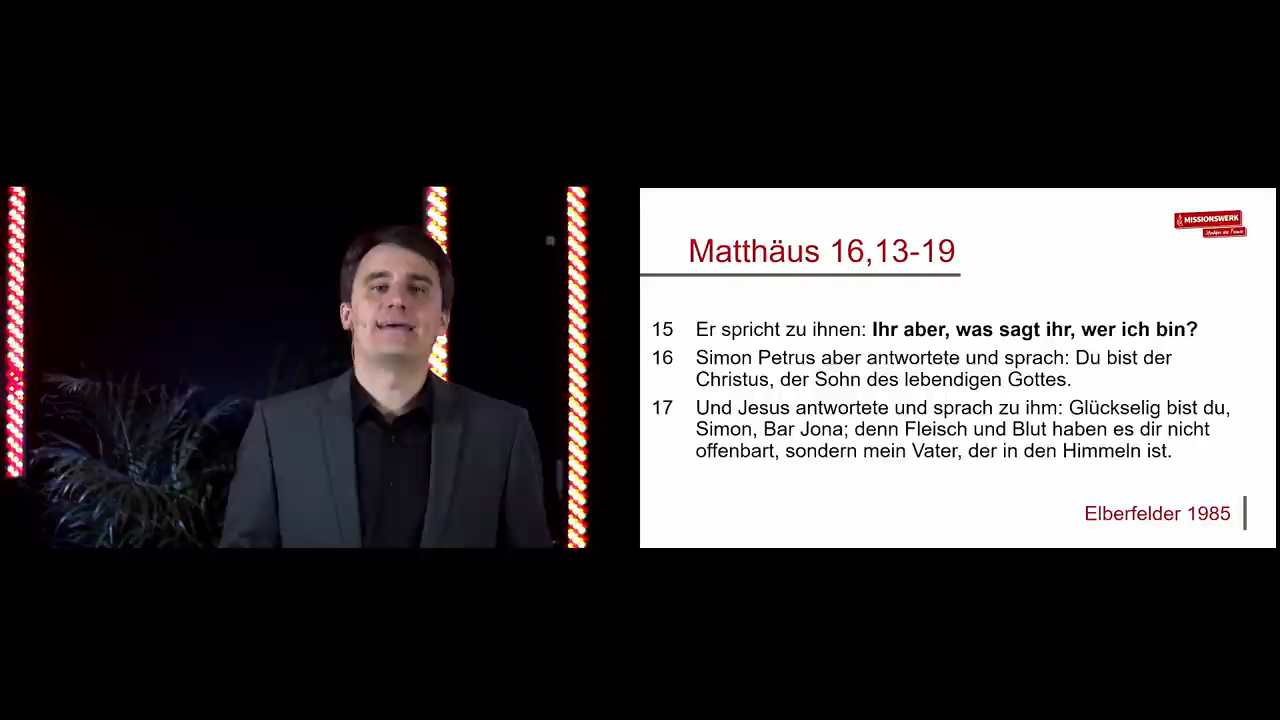 MISSIONSWERK
Matthäus 16,13-19
15 Er spricht zu ihnen: Ihr aber, was sagt ihr, wer ich bin?
16 Simon Petrus aber antwortete und sprach: Du bist der
Christus, der Sohn des lebendigen Gottes.
17 Und Jesus antwortete und sprach zu ihm: Glückselig bist du,
Simon, Bar Jona; denn Fleisch und Blut haben es dir nicht
offenbart, sondern mein Vater, der in den Himmeln ist.
Elberfelder 1985